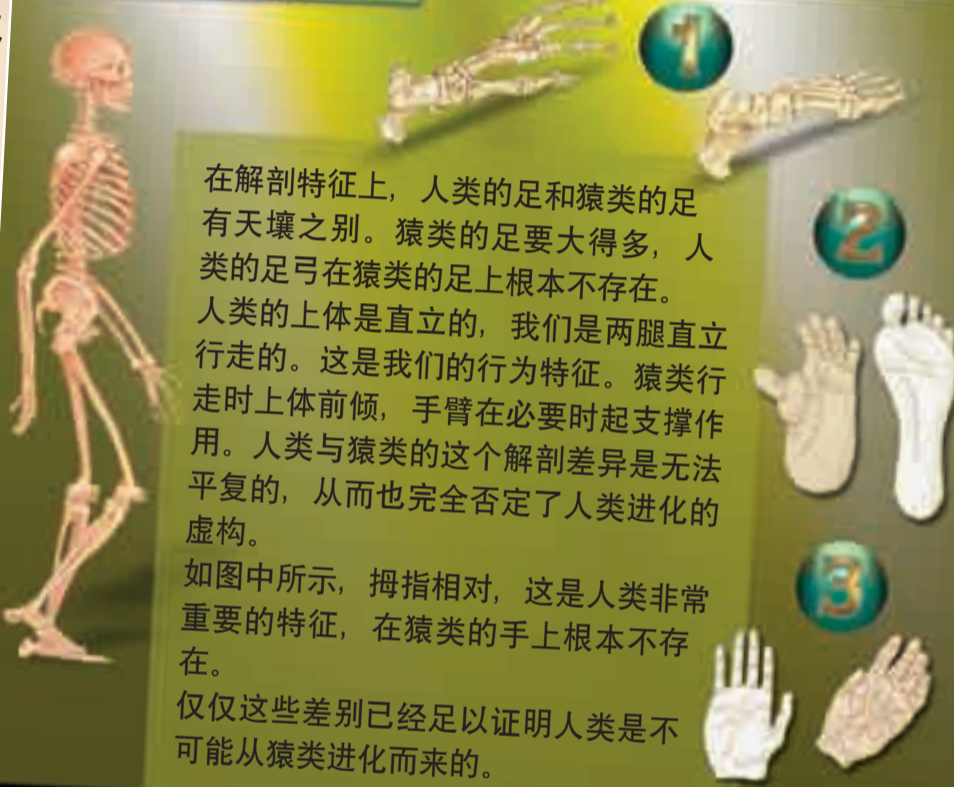 1
2
3
在解剖特征上，人类的足和猿类的足
有天壤之别。猿类的足要大得多，人
类的足弓在猿类的足上根本不存在。
人类的上体是直立的，我们是两腿直立
行走的。这是我们的行为特征。猿类行
走时上体前倾，手臂在必要时起支撑作
用。人类与猿类的这个解剖差异是无法
平复的，从而也完全否定了人类进化的
虚构。
如图中所示，拇指相对，这是人类非常
重要的特征，在猿类的手上根本不存
在。
仅仅这些差别已经足以证明人类是不
可能从猿类进化而来的。